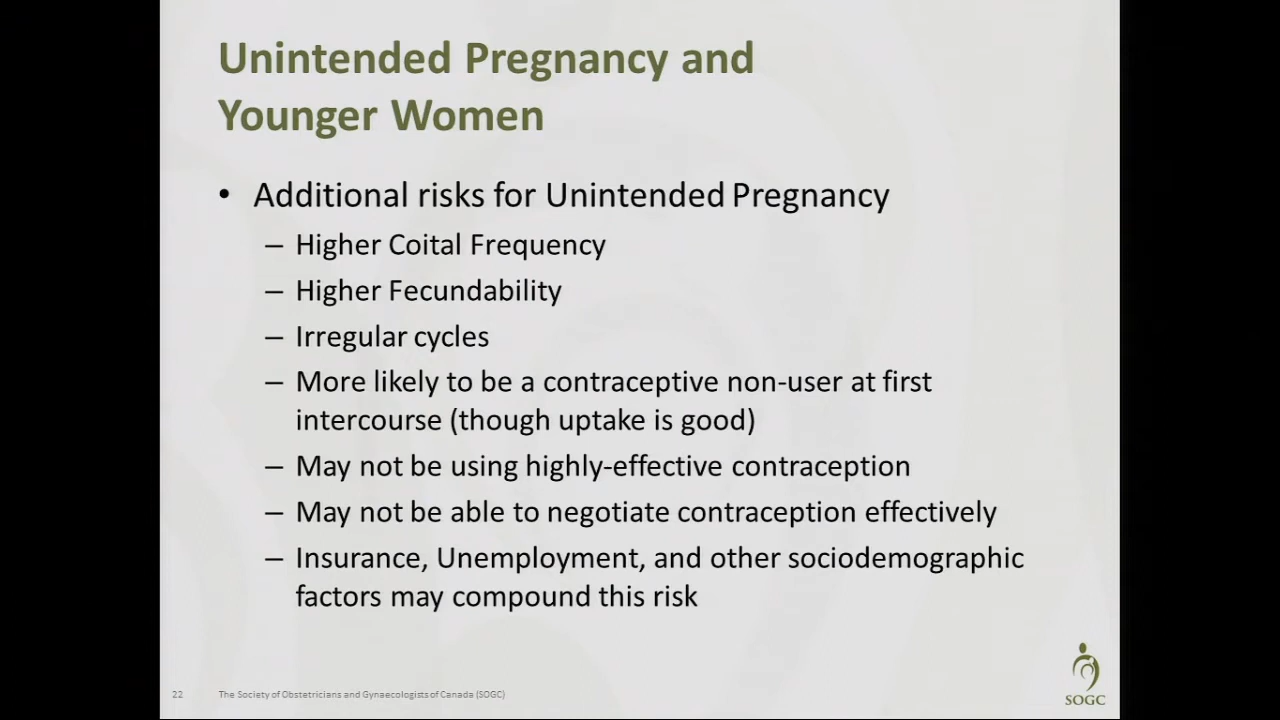 Unintended Pregnancy and
Younger Women
• Additional risks for Unintended Pregnancy
– Higher Coital Frequency
– Higher Fecundability
– Irregular cycles
– More likely to be a contraceptive non-user at first
intercourse (though uptake is good)
– May not be using highly-effective contraception
– May not be able to negotiate contraception effectively
– Insurance, Unemployment, and other sociodemographic
factors may compound this risk
22 The Society of Obstetricians and Gynaecologists of Canada (SOGC)
SOGC